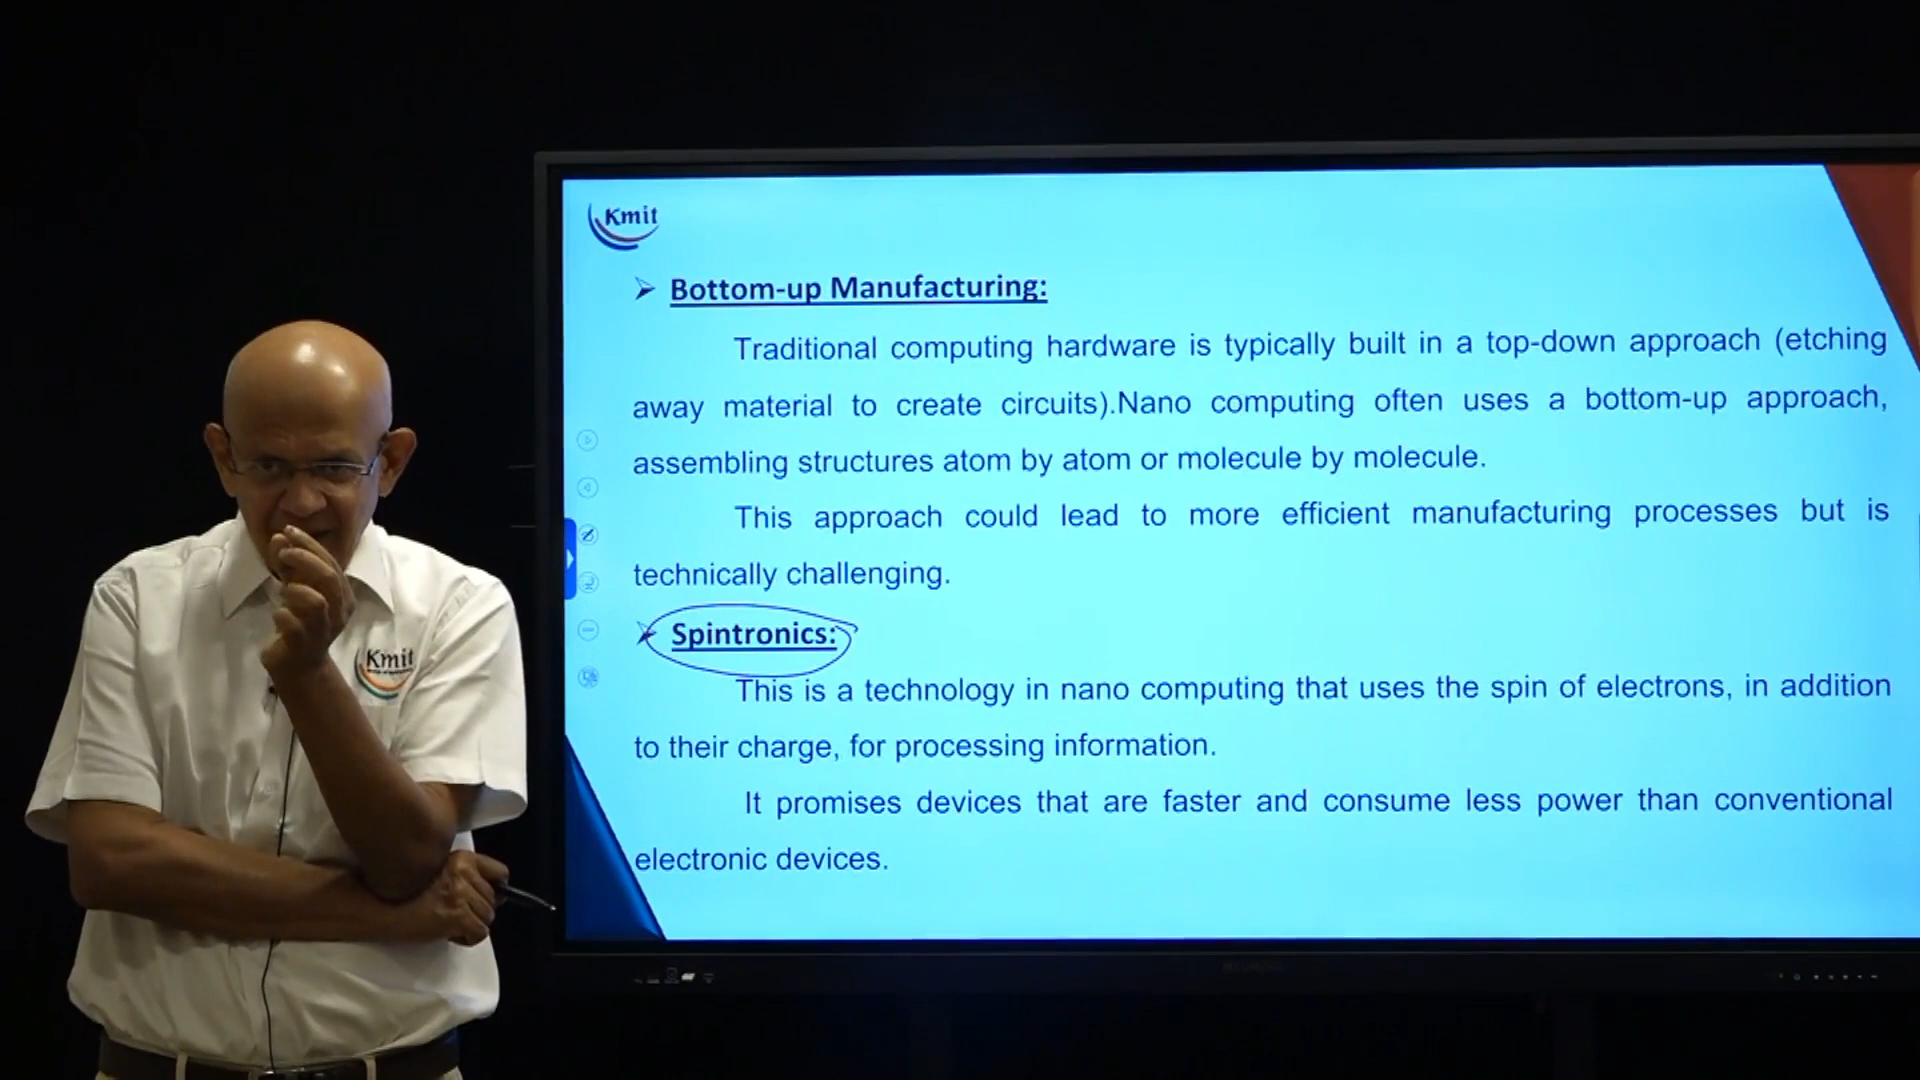 Kmit
Bottom-up Manufacturing:
Traditional computing hardware is typically built in a top-down approach (etching
away material to create circuits).Nano computing often uses a bottom-up approach,
assembling structures atom by atom or molecule by molecule.
This approach could lead to more efficient manufacturing processes but is
technically challenging.
Spintronics:
This is a technology in nano computing that uses the spin of electrons, in addition
to their charge, for processing information.
It promises devices that are faster and consume less power than conventional
electronic devices.
Kmit